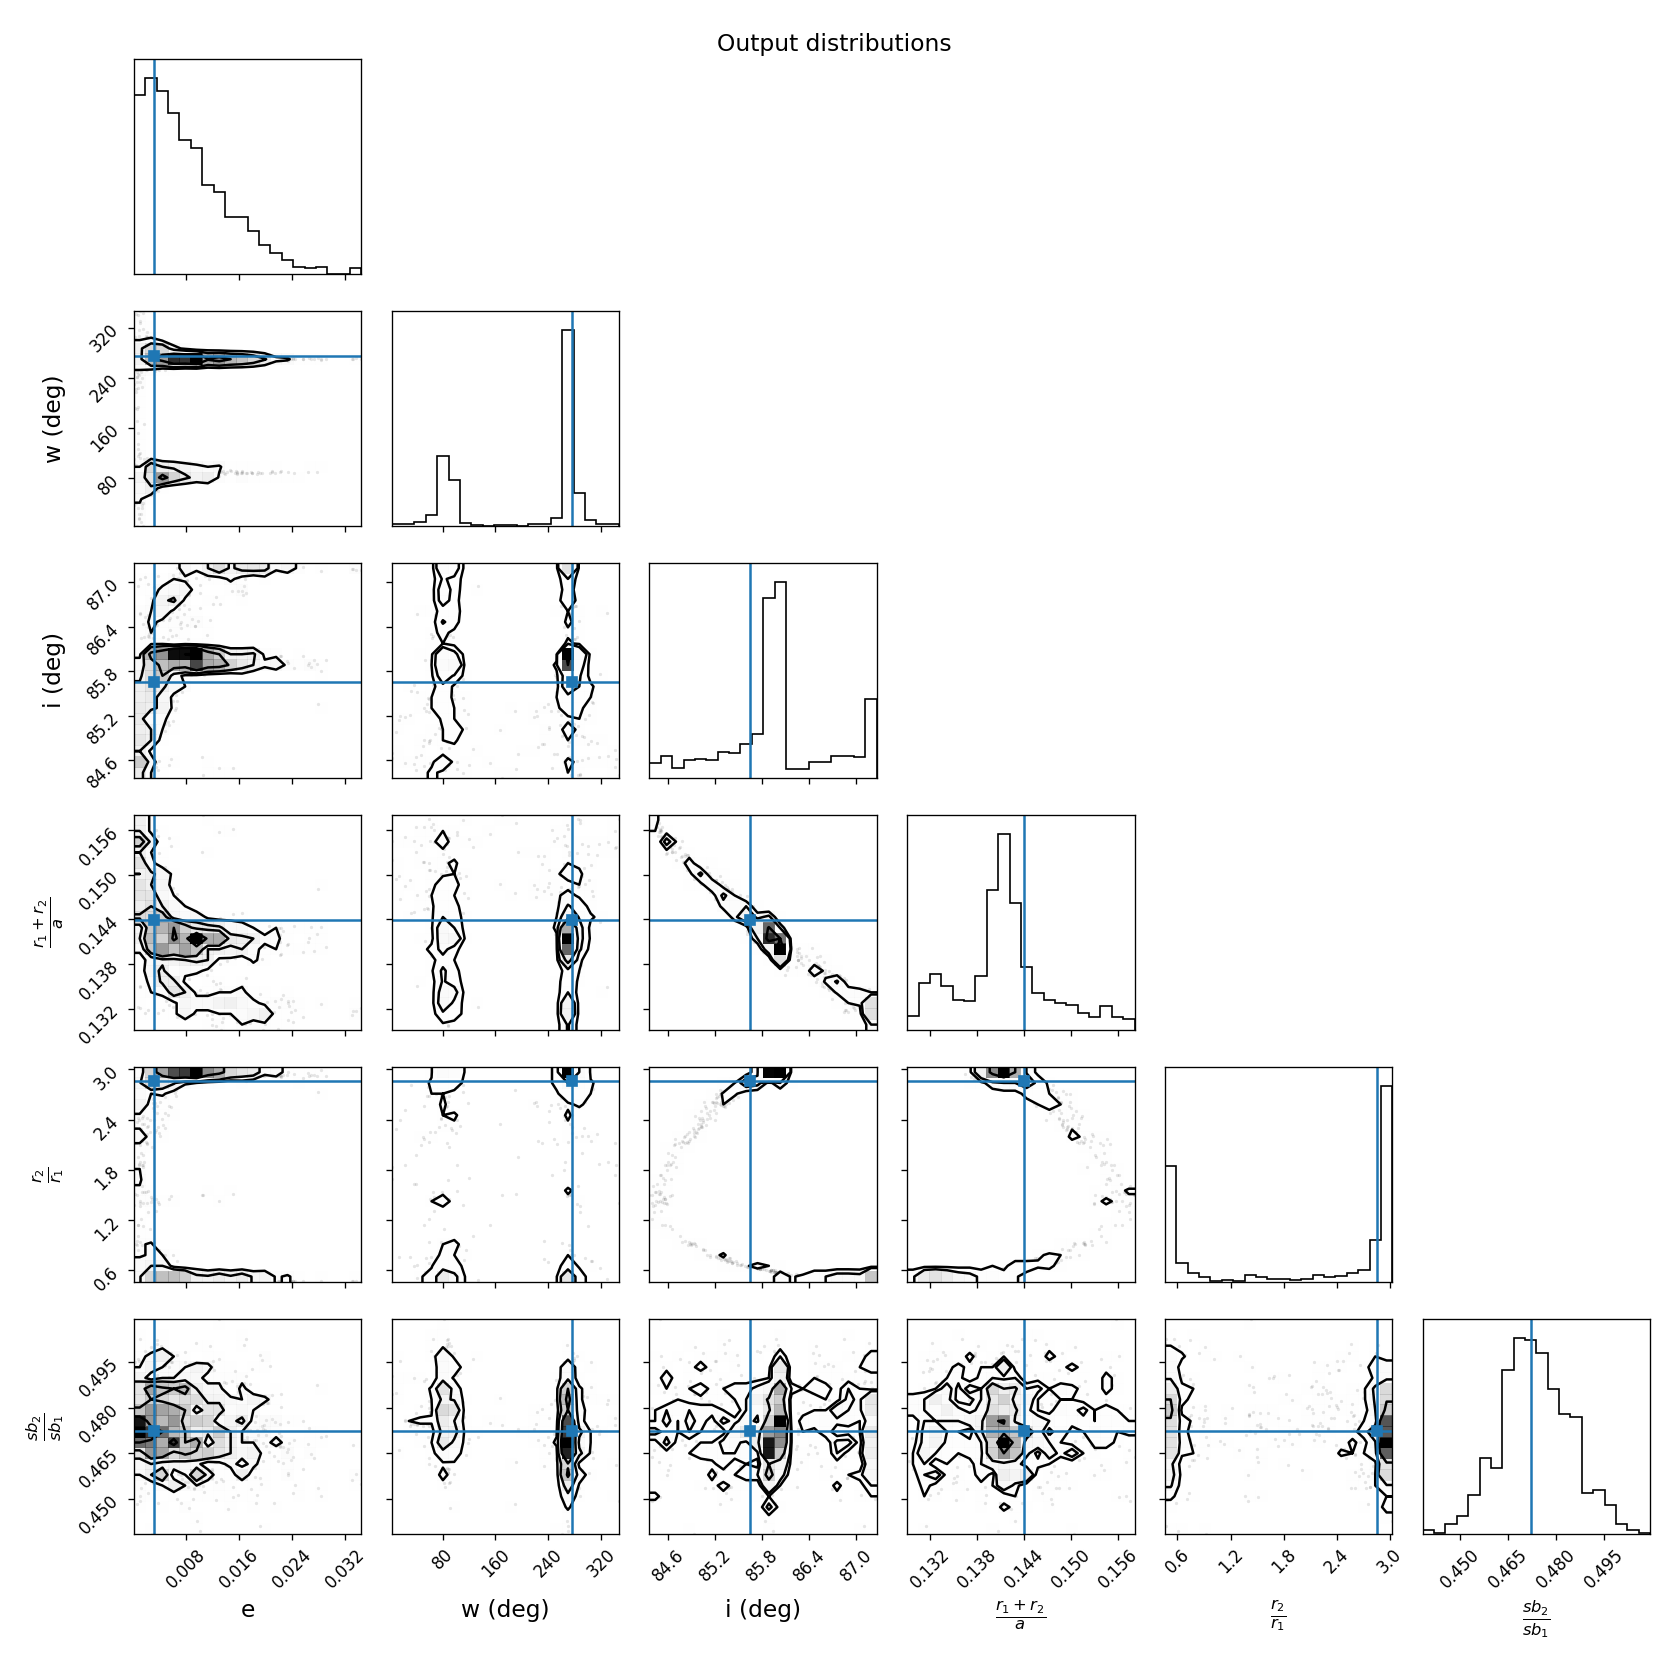 Output distributions
w (deg)
320
240
160
80
i (deg)
87.0
86.4
85.8
85.2
84.6
r₁ + r₂
a
0.156
0.150
0.144
0.138
0.132
r₂
r₁
3.0
2.4
1.8
1.2
0.6
sb₂
sb₁
0.495
0.480
0.465
0.450
0.008 0.016 0.024 0.032 80 160 240 320 84.6 85.2 85.8 86.4 87.0 0.132 0.138 0.144 0.150 0.156 0.6 1.2 1.8 2.4 3.0 0.450 0.465 0.480 0.495
e w (deg) i (deg) r₁ + r₂ r₂ sb₂
a r₁ sb₁